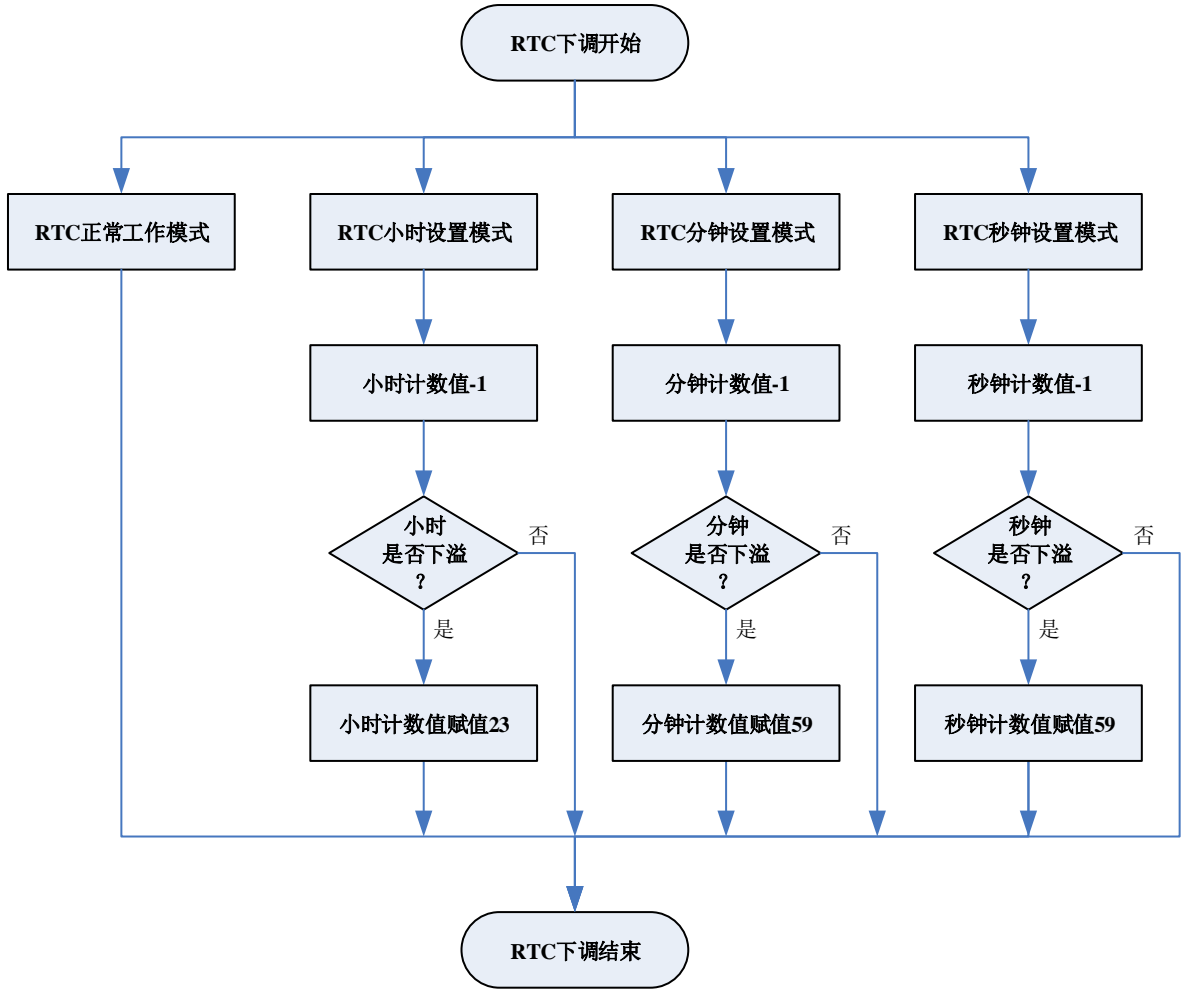 RTC下调开始
RTC正常工作模式
RTC小时设置模式
RTC分钟设置模式
RTC秒钟设置模式
小时计数值-1
分钟计数值-1
秒钟计数值-1
小时
是否下溢
？
否
分钟
是否下溢
？
否
秒钟
是否下溢
？
否
是
是
是
小时计数值赋值23
分钟计数值赋值59
秒钟计数值赋值59
RTC下调结束